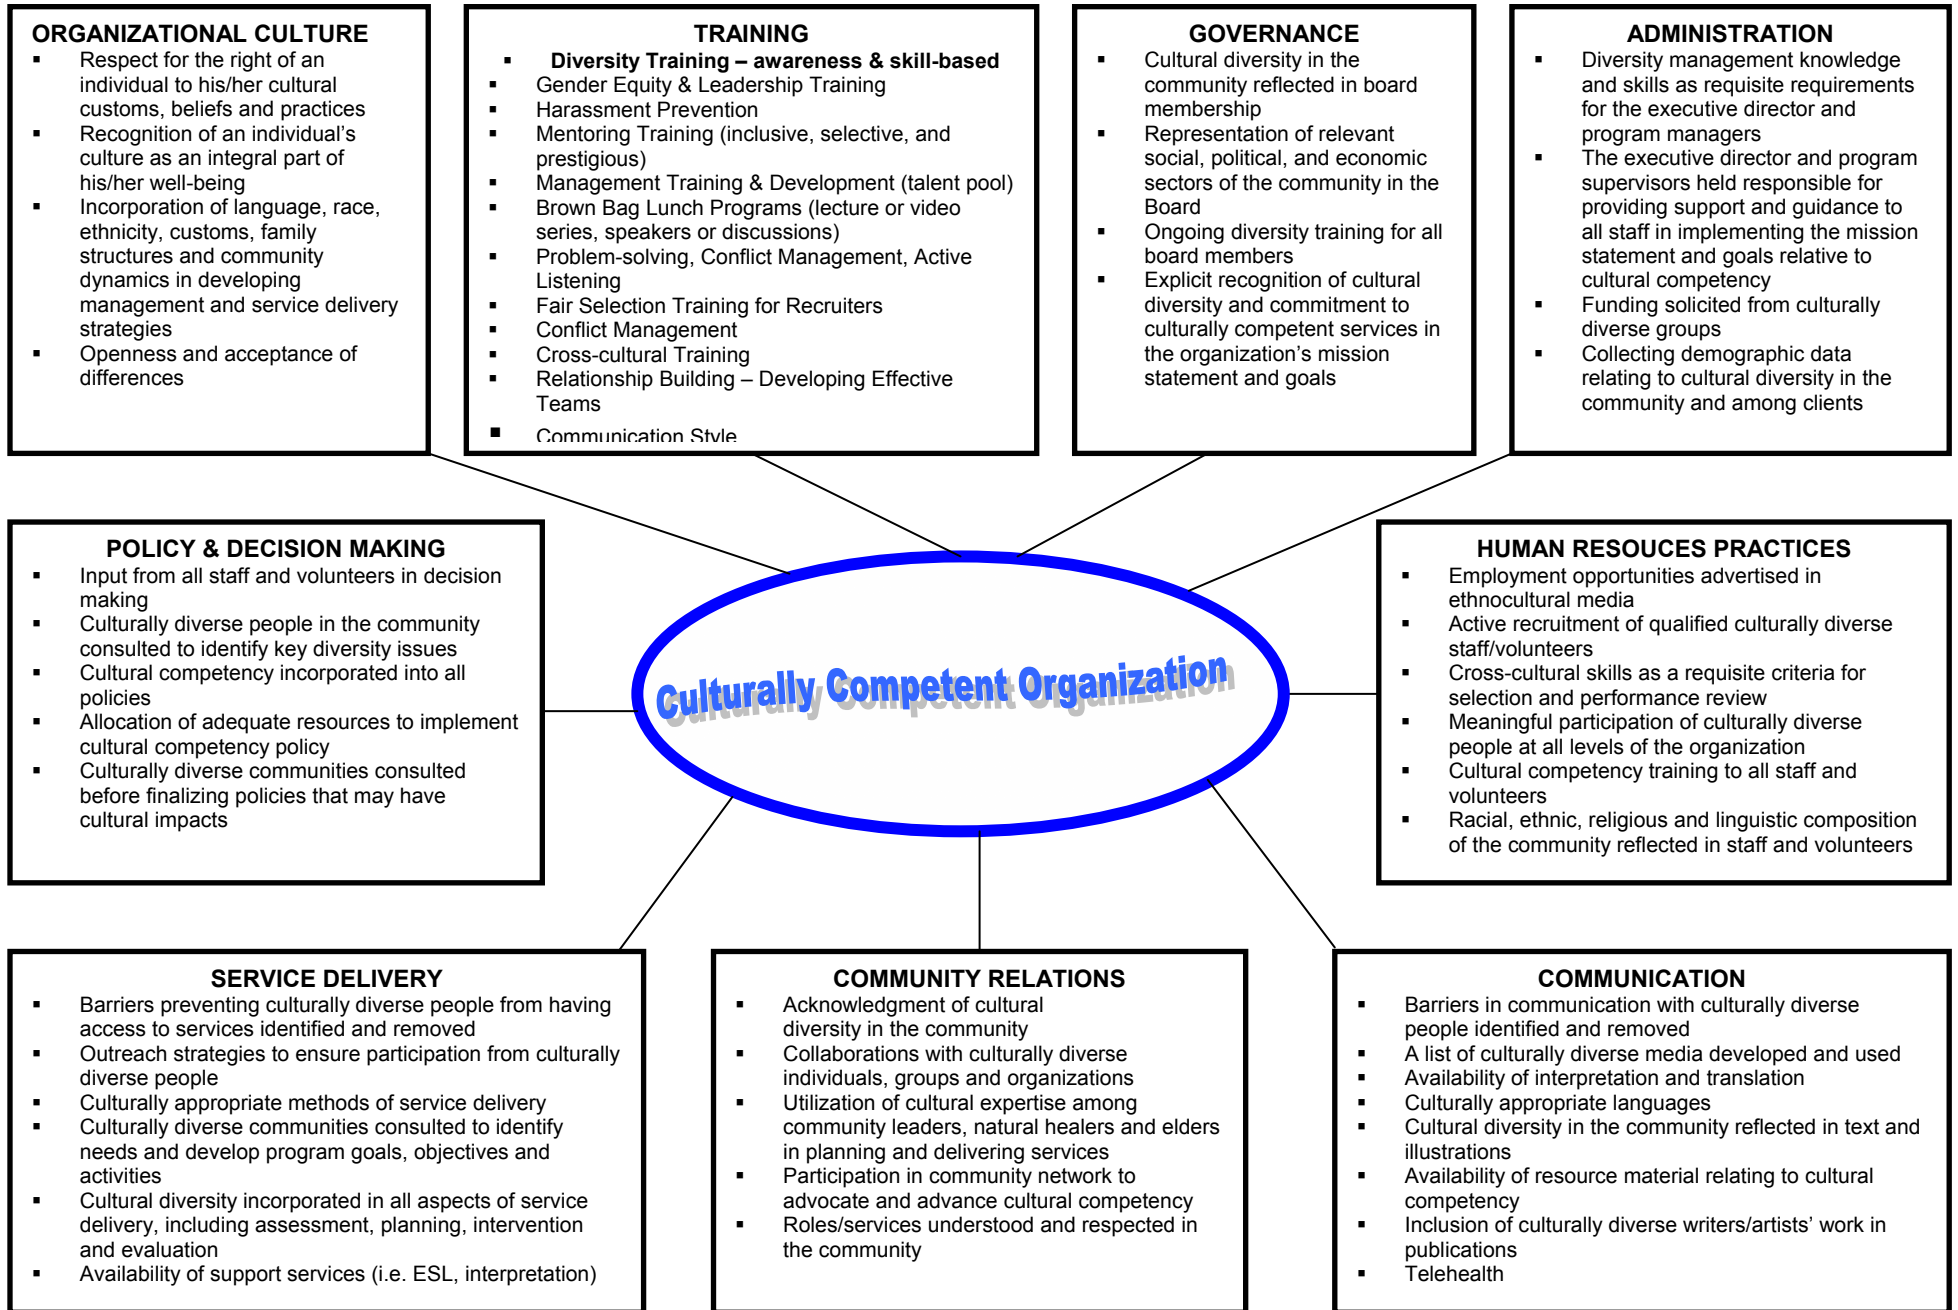 ORGANIZATIONAL CULTURE
▪ Respect for the right of an
individual to his/her cultural
customs, beliefs and practices
▪ Recognition of an individual’s
culture as an integral part of
his/her well-being
▪ Incorporation of language, race,
ethnicity, customs, family
structures and community
dynamics in developing
management and service delivery
strategies
▪ Openness and acceptance of
differences
TRAINING
▪ Diversity Training – awareness & skill-based
▪ Gender Equity & Leadership Training
▪ Harassment Prevention
▪ Mentoring Training (inclusive, selective, and
prestigious)
▪ Management Training & Development (talent pool)
▪ Brown Bag Lunch Programs (lecture or video
series, speakers or discussions)
▪ Problem-solving, Conflict Management, Active
Listening
▪ Fair Selection Training for Recruiters
▪ Conflict Management
▪ Cross-cultural Training
▪ Relationship Building – Developing Effective
Teams
▪ Communication Style
GOVERNANCE
▪ Cultural diversity in the
community reflected in board
membership
▪ Representation of relevant
social, political, and economic
sectors of the community in the
Board
▪ Ongoing diversity training for all
board members
▪ Explicit recognition of cultural
diversity and commitment to
culturally competent services in
the organization’s mission
statement and goals
ADMINISTRATION
▪ Diversity management knowledge
and skills as requisite requirements
for the executive director and
program managers
▪ The executive director and program
supervisors held responsible for
providing support and guidance to
all staff in implementing the mission
statement and goals relative to
cultural competency
▪ Funding solicited from culturally
diverse groups
▪ Collecting demographic data
relating to cultural diversity in the
community and among clients
POLICY & DECISION MAKING
▪ Input from all staff and volunteers in decision
making
▪ Culturally diverse people in the community
consulted to identify key diversity issues
▪ Cultural competency incorporated into all
policies
▪ Allocation of adequate resources to implement
cultural competency policy
▪ Culturally diverse communities consulted
before finalizing policies that may have
cultural impacts
Culturally Competent Organization
HUMAN RESOUCES PRACTICES
▪ Employment opportunities advertised in
ethnocultural media
▪ Active recruitment of qualified culturally diverse
staff/volunteers
▪ Cross-cultural skills as a requisite criteria for
selection and performance review
▪ Meaningful participation of culturally diverse
people at all levels of the organization
▪ Cultural competency training to all staff and
volunteers
▪ Racial, ethnic, religious and linguistic composition
of the community reflected in staff and volunteers
SERVICE DELIVERY
▪ Barriers preventing culturally diverse people from having
access to services identified and removed
▪ Outreach strategies to ensure participation from culturally
diverse people
▪ Culturally appropriate methods of service delivery
▪ Culturally diverse communities consulted to identify
needs and develop program goals, objectives and
activities
▪ Cultural diversity incorporated in all aspects of service
delivery, including assessment, planning, intervention
and evaluation
▪ Availability of support services (i.e. ESL, interpretation)
COMMUNITY RELATIONS
▪ Acknowledgment of cultural
diversity in the community
▪ Collaborations with culturally diverse
individuals, groups and organizations
▪ Utilization of cultural expertise among
community leaders, natural healers and elders
in planning and delivering services
▪ Participation in community network to
advocate and advance cultural competency
▪ Roles/services understood and respected in
the community
COMMUNICATION
▪ Barriers in communication with culturally diverse
people identified and removed
▪ A list of culturally diverse media developed and used
▪ Availability of interpretation and translation
▪ Culturally appropriate languages
▪ Cultural diversity in the community reflected in text and
illustrations
▪ Availability of resource material relating to cultural
competency
▪ Inclusion of culturally diverse writers/artists’ work in
publications
▪ Telehealth